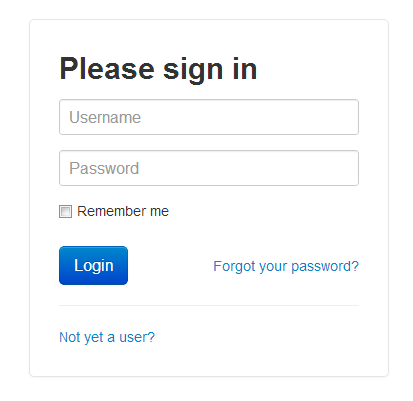 Please sign in
Username
Password
Remember me
Login
Forgot your password?
Not yet a user?